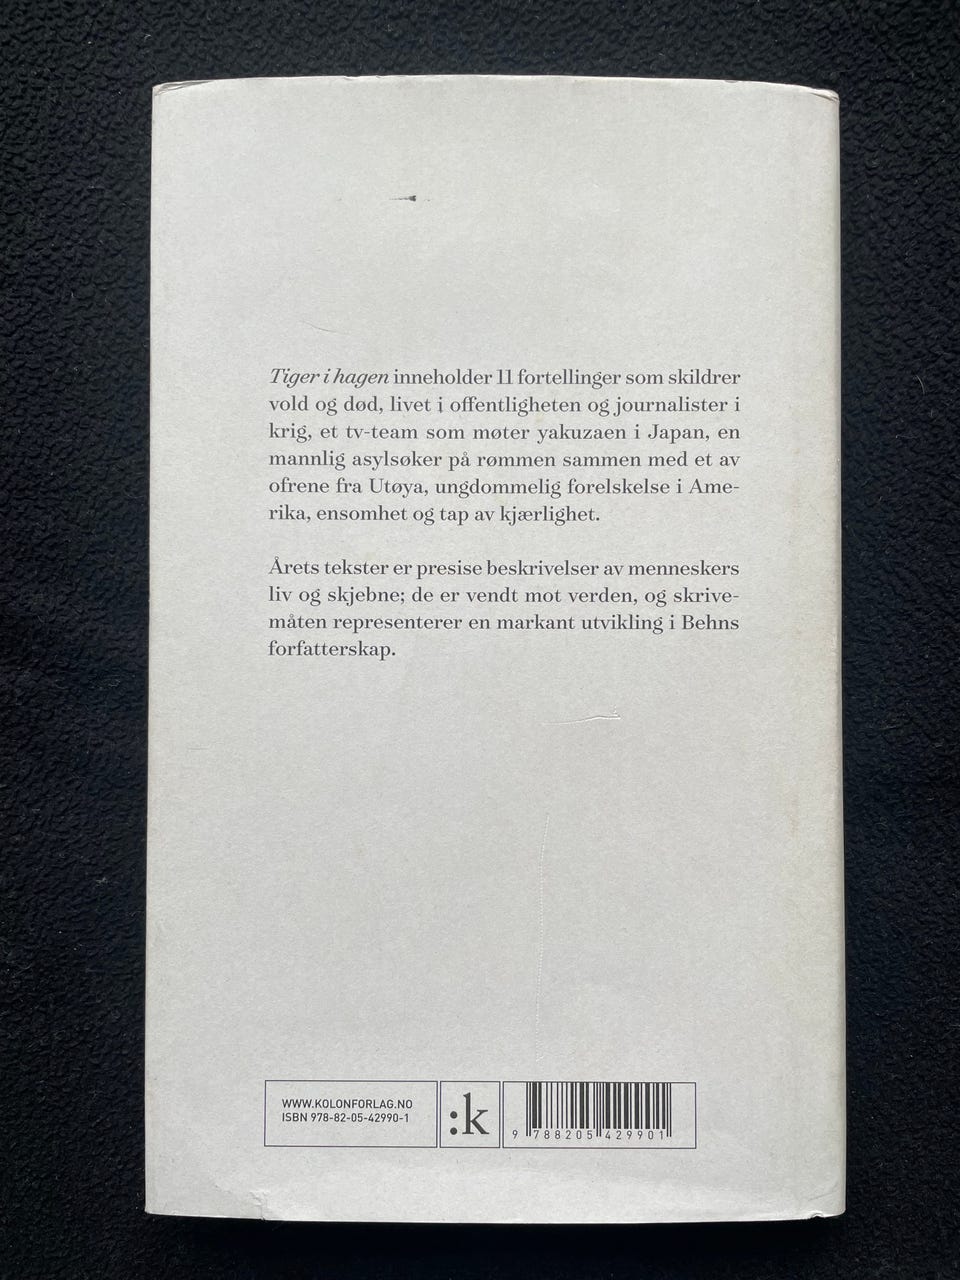 Tiger i hagen inneholder 11 fortellinger som skildrer
vold og død, livet i offentligheten og journalister i
krig, et tv-team som møter yakuzaen i Japan, en
mannlig asylsøker på rømmen sammen med et av
ofrene fra Utøya, ungdommelig forelskelse i Ame-
rika, ensomhet og tap av kjærlighet.
Årets tekster er presise beskrivelser av menneskers
liv og skjebne; de er vendt mot verden, og skrive-
måten representerer en markant utvikling i Behns
forfatterskap.
WWW.KOLONFORLAG.NO
ISBN 978-82-05-42990-1
:k
9 788205 429901